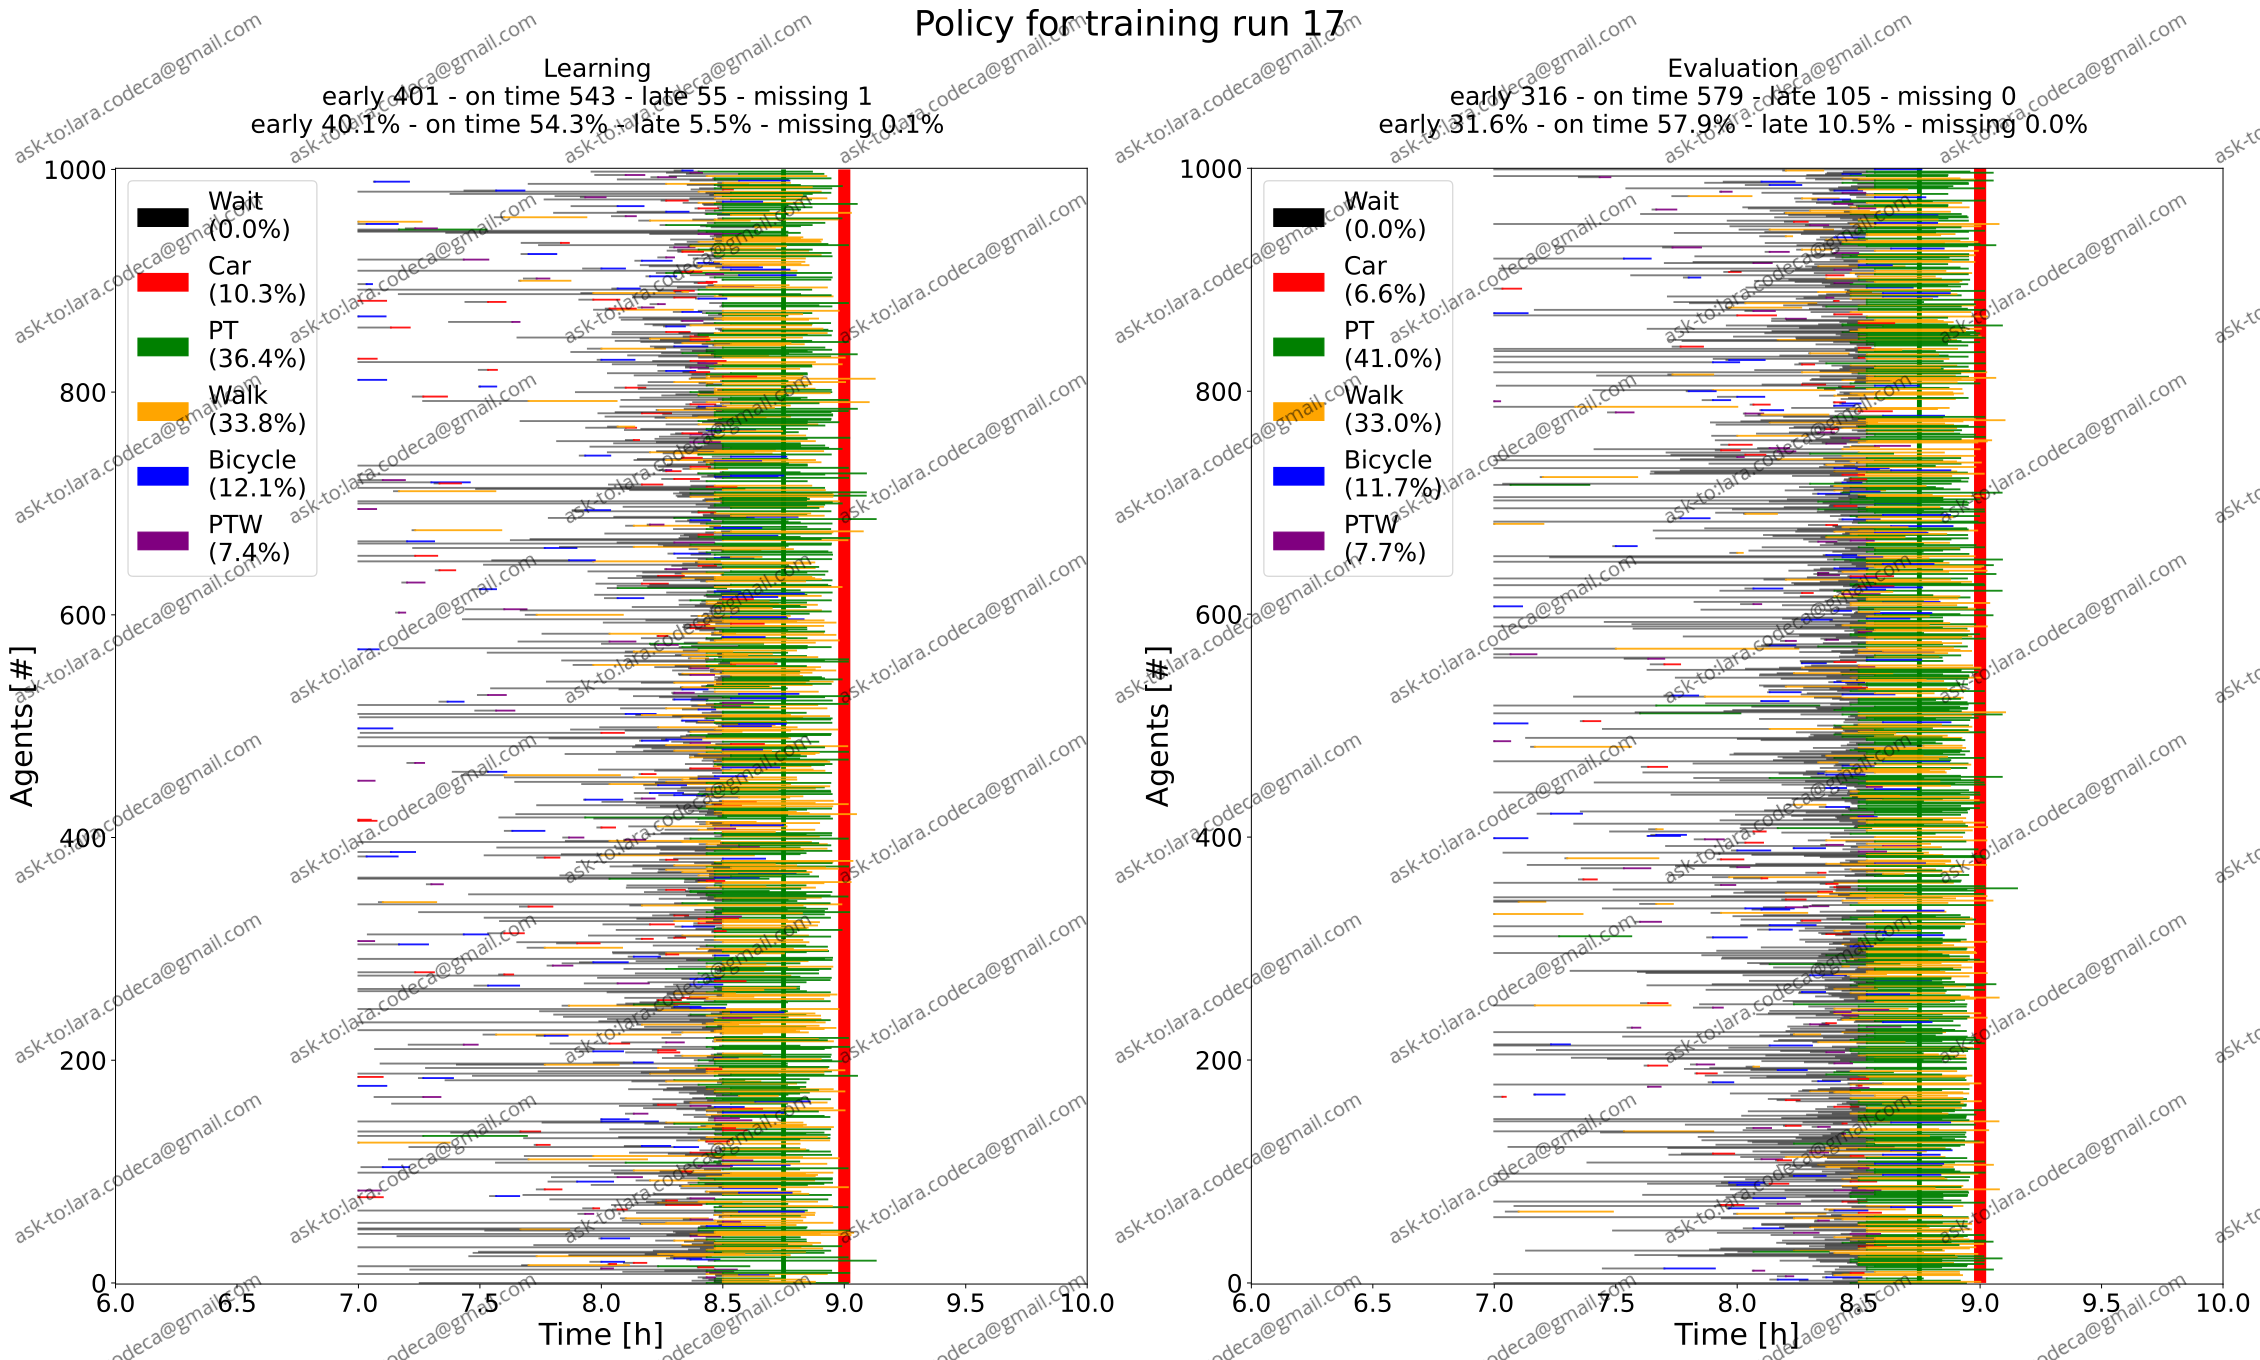 Policy for training run 17
Learning
early 401 - on time 543 - late 55 - missing 1
early 40.1% - on time 54.3% - late 5.5% - missing 0.1%
Wait
(0.0%)
Car
(10.3%)
PT
(36.4%)
Walk
(33.8%)
Bicycle
(12.1%)
PTW
(7.4%)
Agents [#]
1000
800
600
400
200
0
6.0 6.5 7.0 7.5 8.0 8.5 9.0 9.5 10.0
Time [h]
Evaluation
early 316 - on time 579 - late 105 - missing 0
early 31.6% - on time 57.9% - late 10.5% - missing 0.0%
Wait
(0.0%)
Car
(6.6%)
PT
(41.0%)
Walk
(33.0%)
Bicycle
(11.7%)
PTW
(7.7%)
Agents [#]
1000
800
600
400
200
0
6.0 6.5 7.0 7.5 8.0 8.5 9.0 9.5 10.0
Time [h]
ask-to:lara.codeca@gmail.com